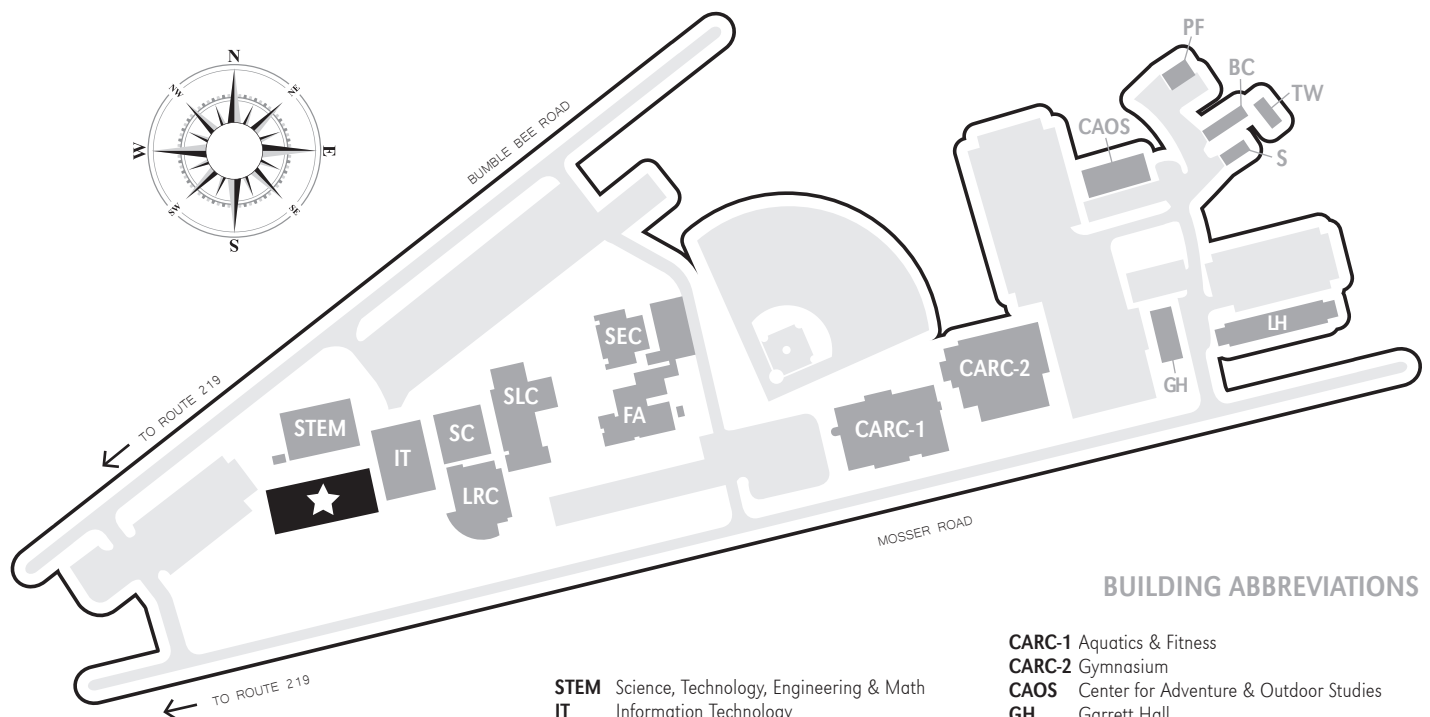 N
NW
NE
W
E
SW
SE
S
BUMBLE BEE ROAD
TO ROUTE 219
PF
BC
TW
CAOS
S
SEC
LH
GH
CARC-2
SLC
FA
STEM
SC
CARC-1
IT
LRC
MOSSER ROAD
TO ROUTE 219
BUILDING ABBREVIATIONS
STEM Science, Technology, Engineering & Math
IT Information Technology
CARC-1 Aquatics & Fitness
CARC-2 Gymnasium
CAOS Center for Adventure & Outdoor Studies
GH Garrett Hall